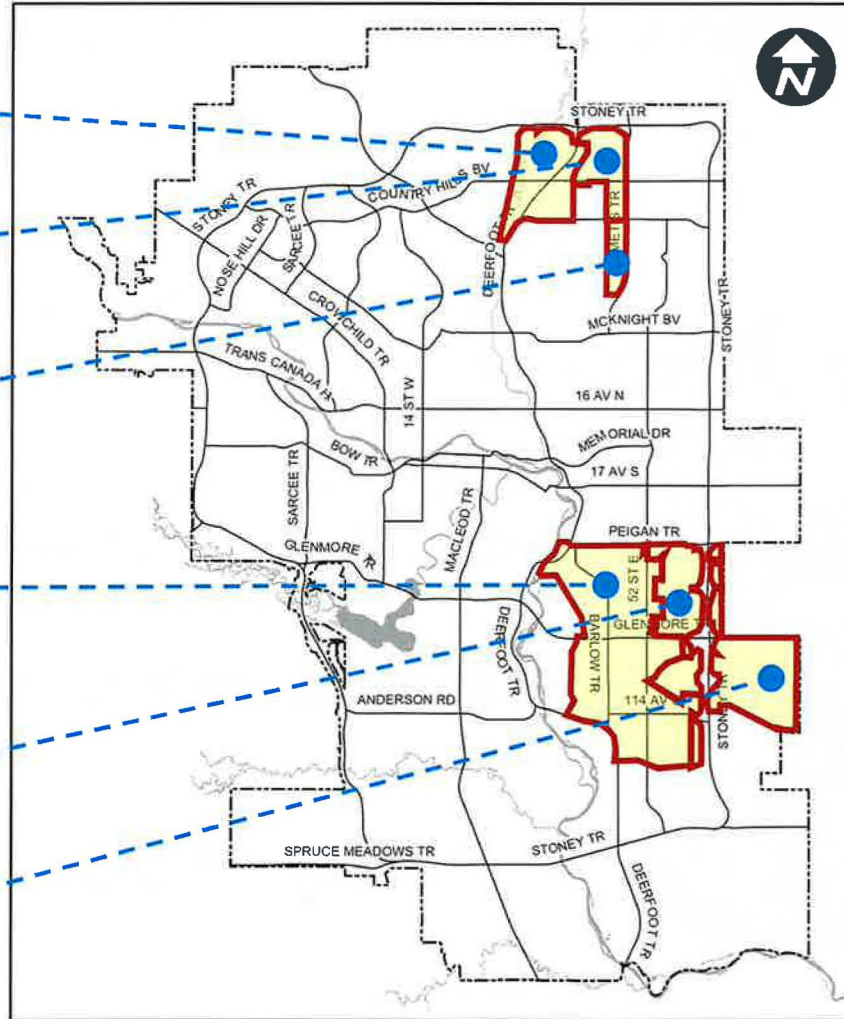 N
STONEY TR
COUNTRY HILLS BV
STONEY TR
SARCEE TR
NOSE HILL DR
DEERFOOT TR
METIS TR
CROWCHILD TR
MCKNIGHT BV
STONEY TR
TRANS CANADA H
14 ST W
16 AV N
MEMORIAL DR
BOW TR
17 AV S
SARCEE TR
MACLEOD TR
PEIGAN TR
GLENMORE TR
52 ST E
GLENMORE T
DEERFOOT TR
BARLOW TR
ANDERSON RD
114 AV
STONEY TR
STONEY TR
SPRUCE MEADOWS TR
DEERFOOT TR